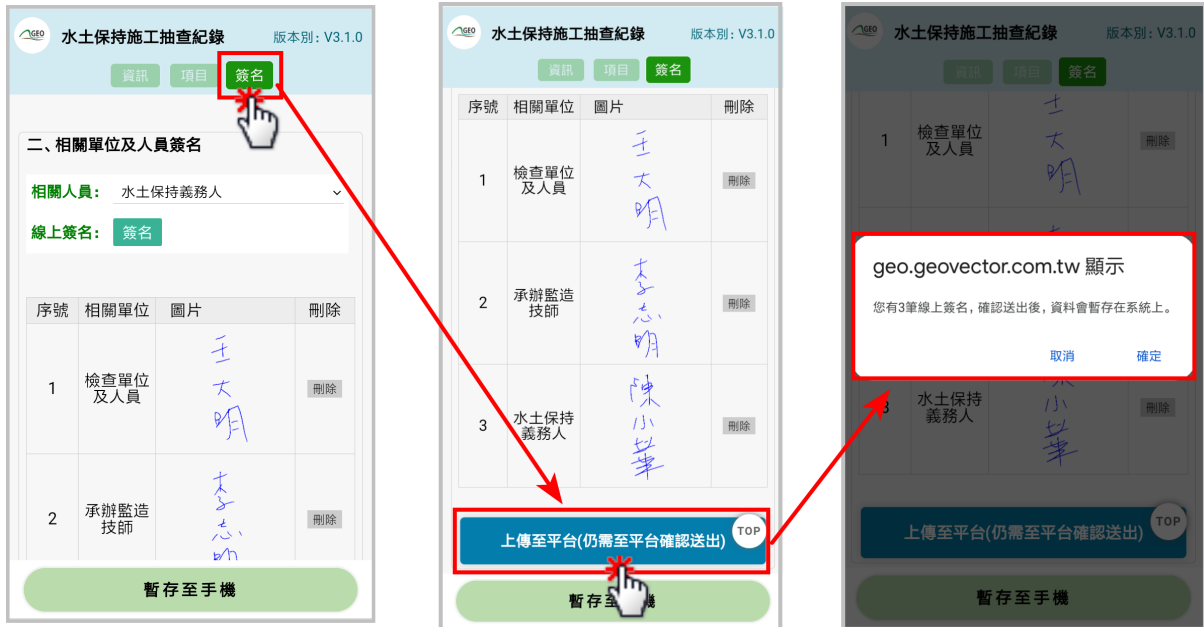 GEO
水土保持施工抽查紀錄
版本別: V3.1.0
資訊
項目
簽名
二、相關單位及人員簽名
相關人員:
水土保持義務人
線上簽名:
簽名
序號 相關單位 圖片 刪除
1
檢查單位
及人員
王大明
刪除
2
承辦監造
技師
李志明
刪除
暫存至手機
GEO
水土保持施工抽查紀錄
版本別: V3.1.0
資訊
項目
簽名
序號 相關單位 圖片 刪除
1
檢查單位
及人員
王大明
刪除
2
承辦監造
技師
李志明
刪除
3
水土保持
義務人
陳小華
刪除
上傳至平台(仍需至平台確認送出)
TOP
暫存至 機
GEO
水土保持施工抽查紀錄
版本別: V3.1.0
資訊
項目
簽名
1
檢查單位
及人員
王大明
刪除
geo.geovector.com.tw 顯示
您有3筆線上簽名，確認送出後，資料會暫存在系統上。
取消
確定
3
水土保持
義務人
小華
刪除
上傳至平台(仍需至平台確認送出)
TOP
暫存至手機